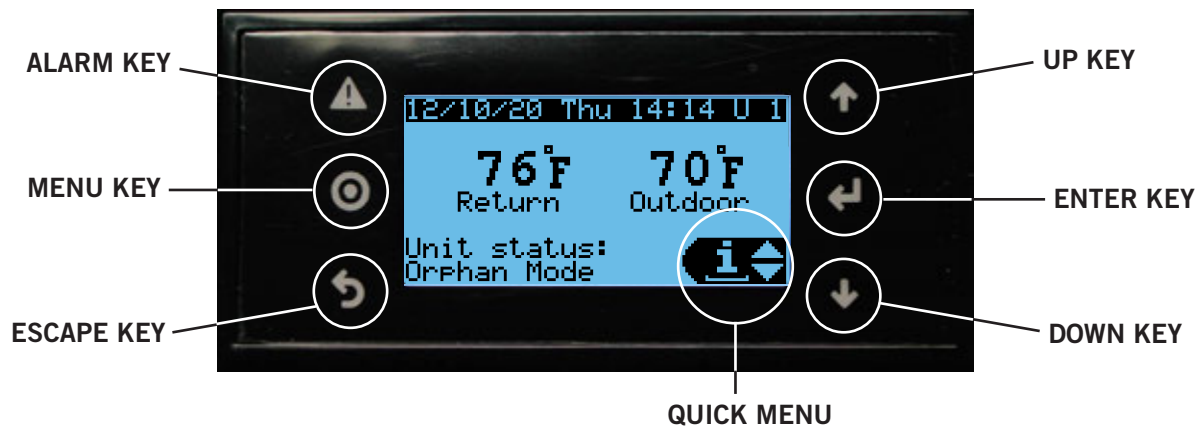 ALARM KEY
UP KEY
12/10/20 Thu 14:14 U 1
76°F 70°F
Return Outdoor
MENU KEY
ENTER KEY
Unit status:
Orphan Mode
i
ESCAPE KEY
DOWN KEY
QUICK MENU